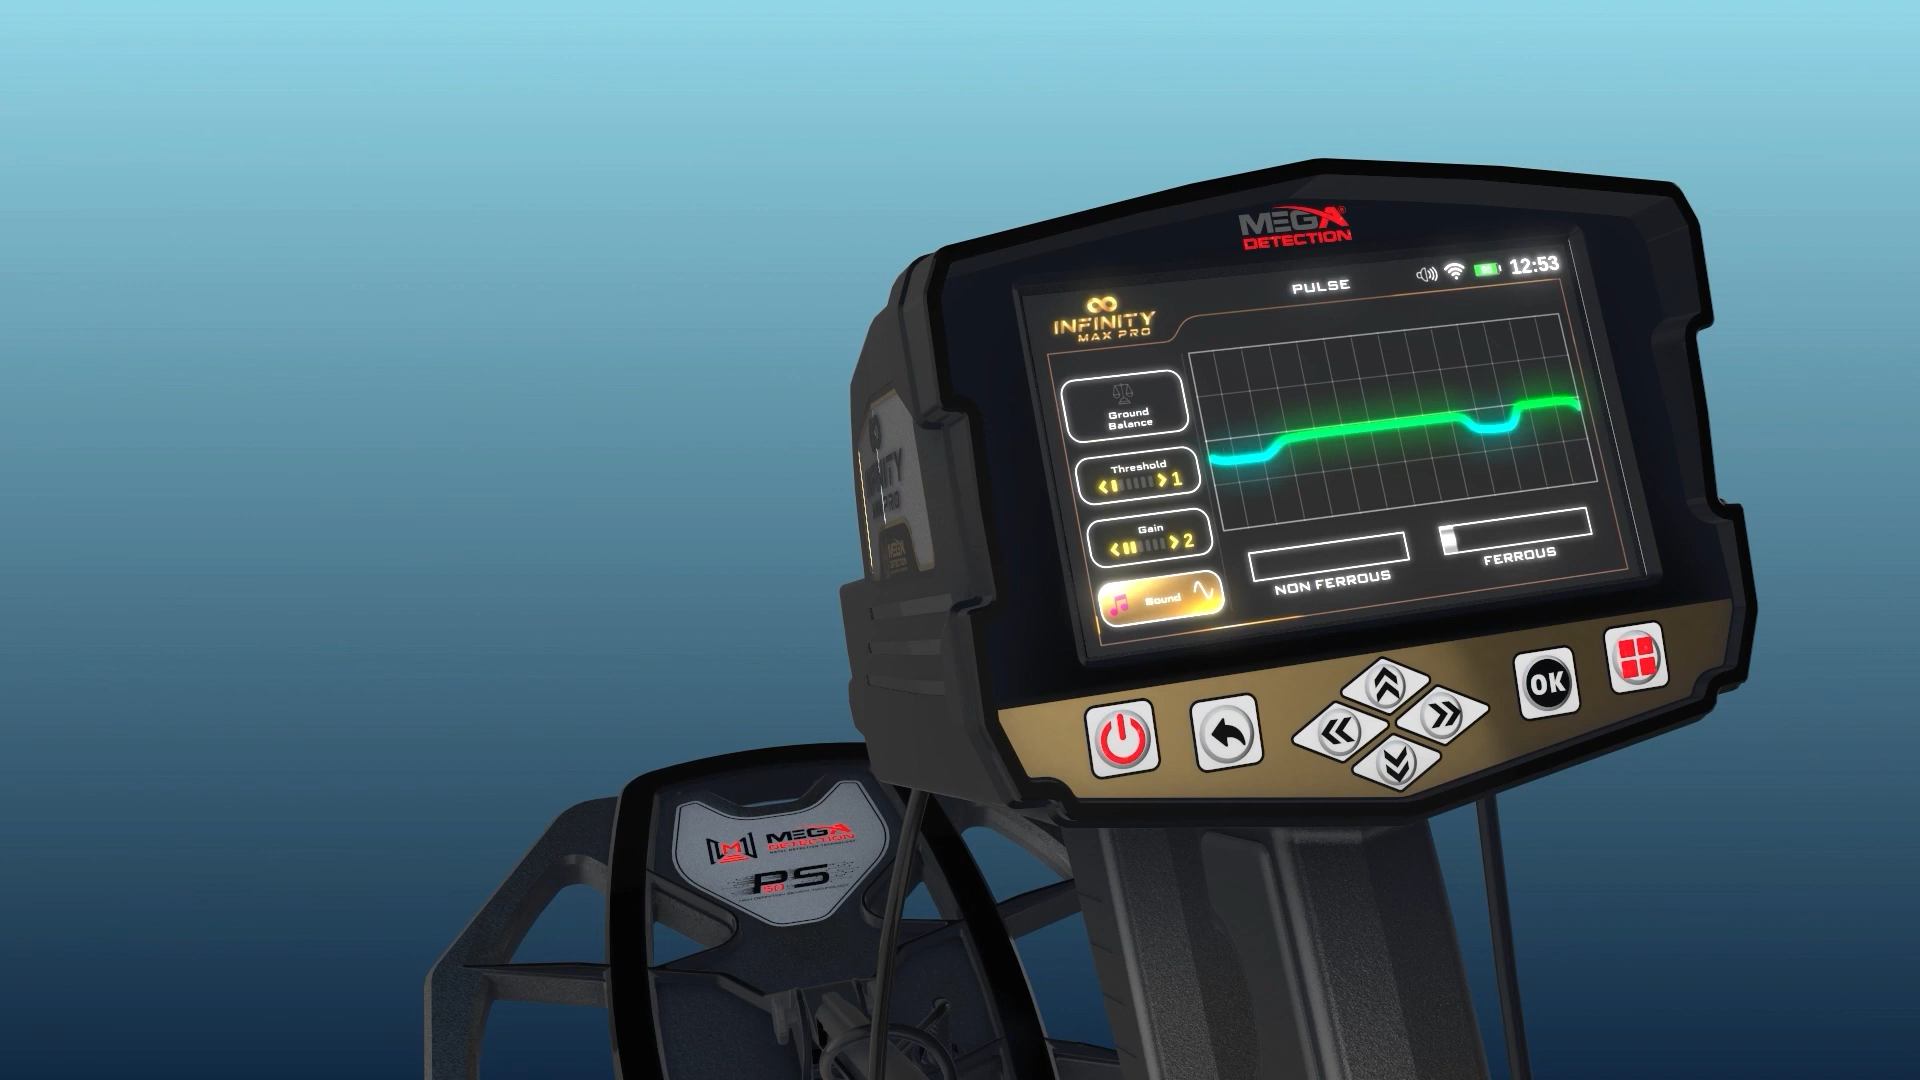 MEGA
DETECTION
12:53
PULSE
INFINITY
MAX PRO
Ground
Balance
Threshold
1
Gain
2
Sound
NON FERROUS
FERROUS
OK
MEGA
DETECTION
PS
50